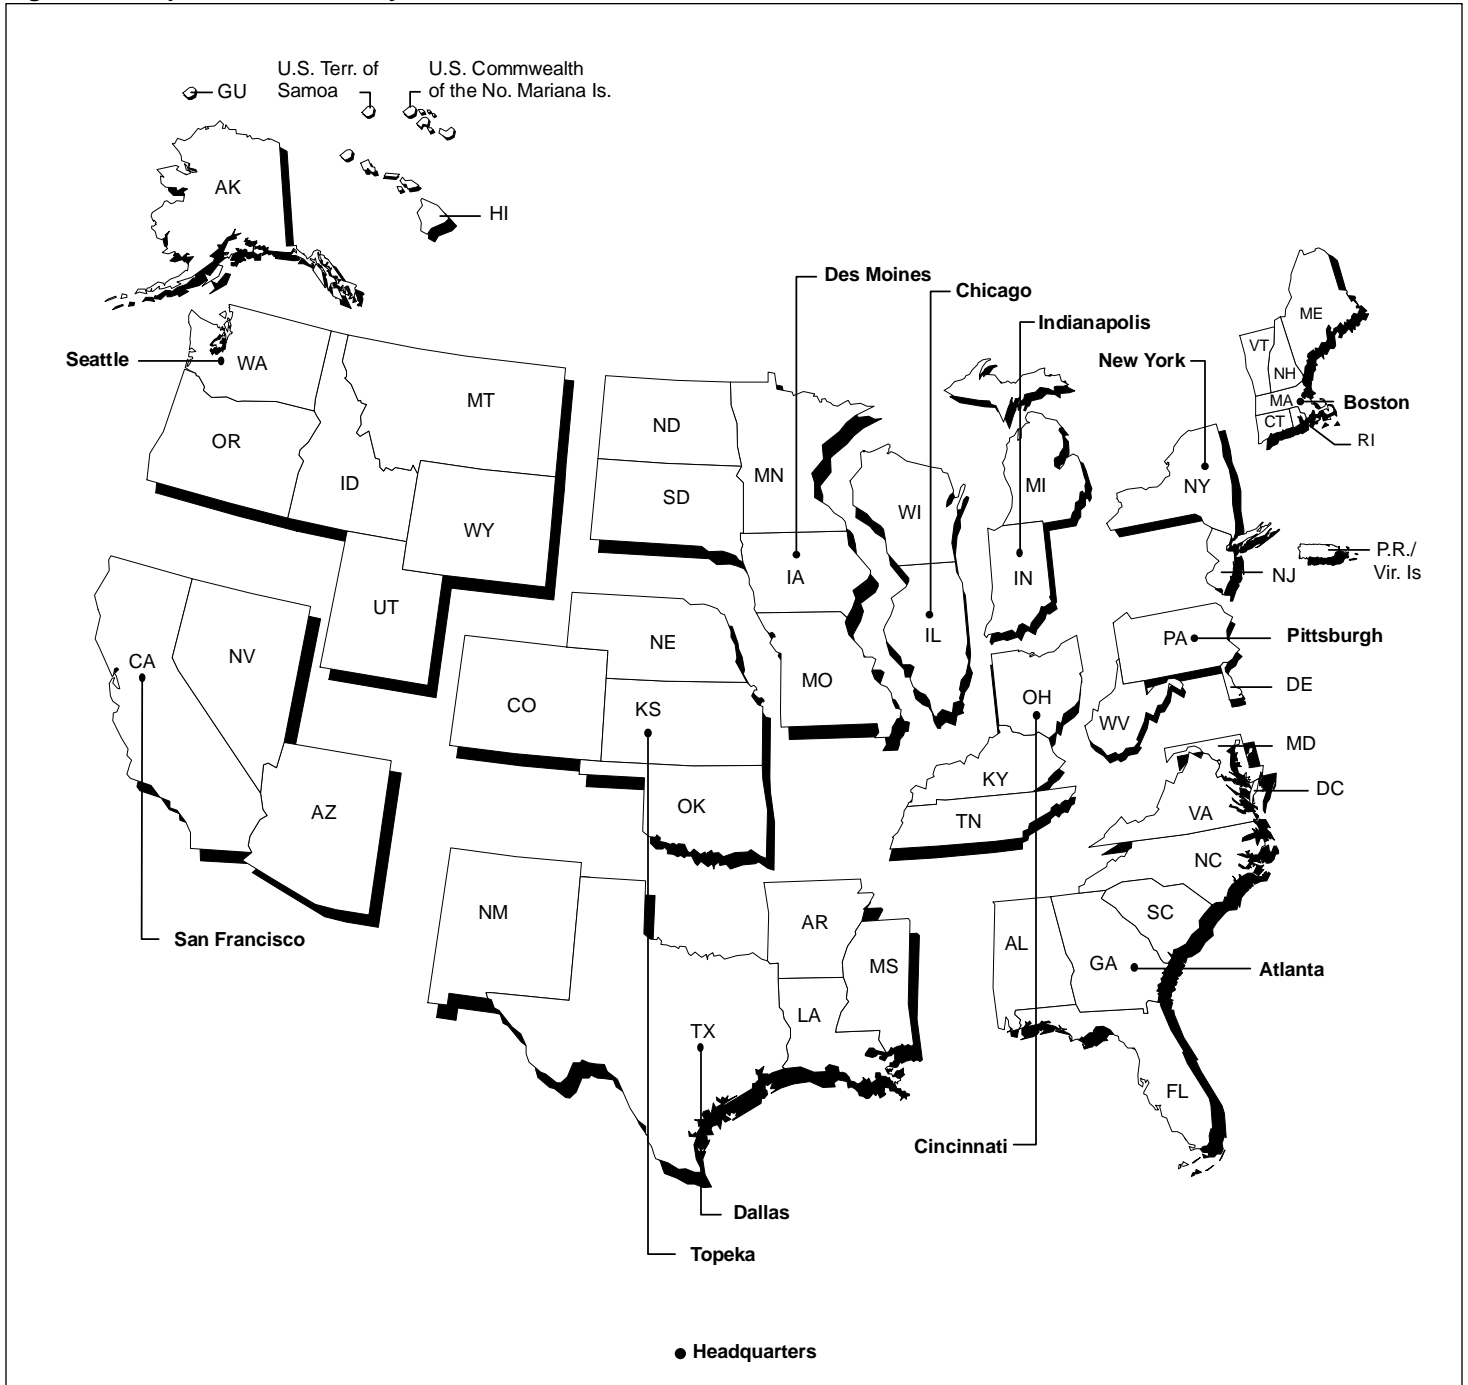 GU
U.S. Terr. of
Samoa
U.S. Commwealth
of the No. Mariana Is.
AK
HI
Des Moines
Chicago
Indianapolis
New York
Seattle
WA
MT
ND
MN
OR
ID
SD
WY
WI
MI
ME
VT
NH
MA
Boston
CT
RI
NY
IA
IN
NJ
P.R./
Vir. Is
UT
NE
IL
PA
Pittsburgh
CA
NV
CO
KS
MO
OH
DE
WV
MD
KY
DC
AZ
OK
TN
VA
NC
NM
AR
SC
AL
MS
GA
Atlanta
San Francisco
LA
TX
FL
Cincinnati
Dallas
Topeka
Headquarters